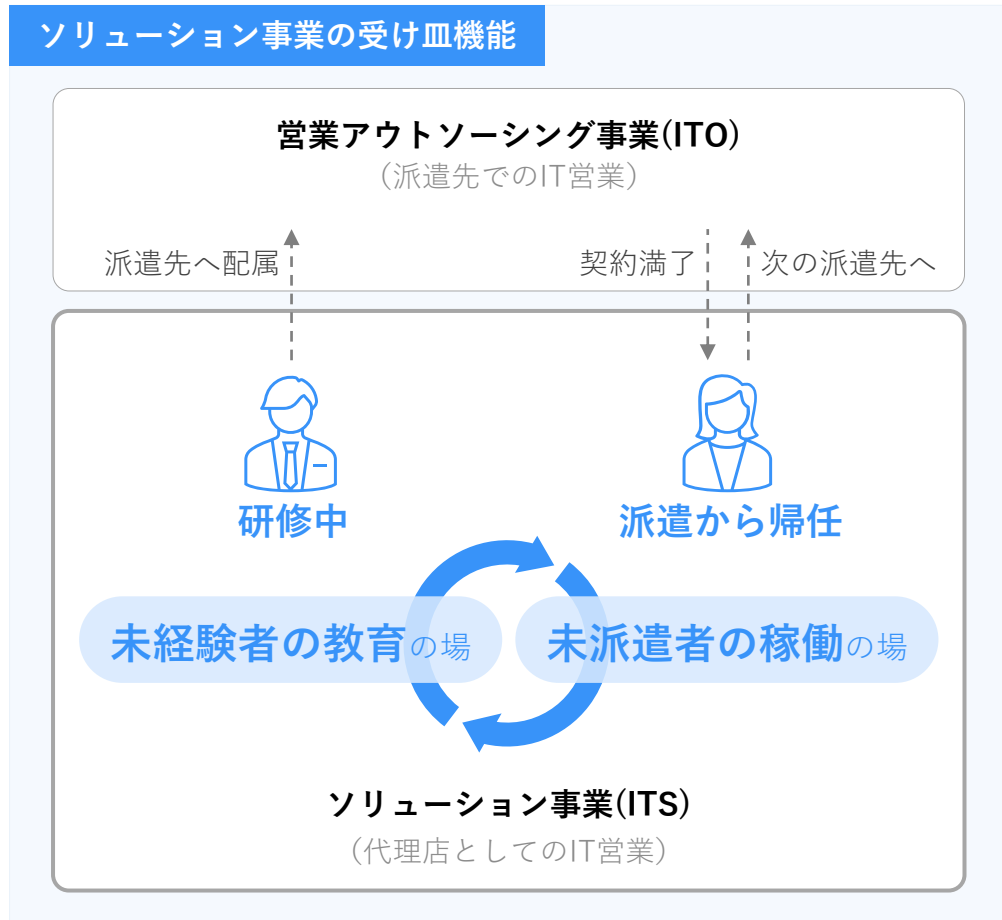 ソリューション事業の受け皿機能
営業アウトソーシング事業(ITO)
（派遣先でのIT営業）
派遣先へ配属
契約満了
次の派遣先へ
研修中
派遣から帰任
未経験者の教育の場
未派遣者の稼働の場
ソリューション事業(ITS)
（代理店としてのIT営業）